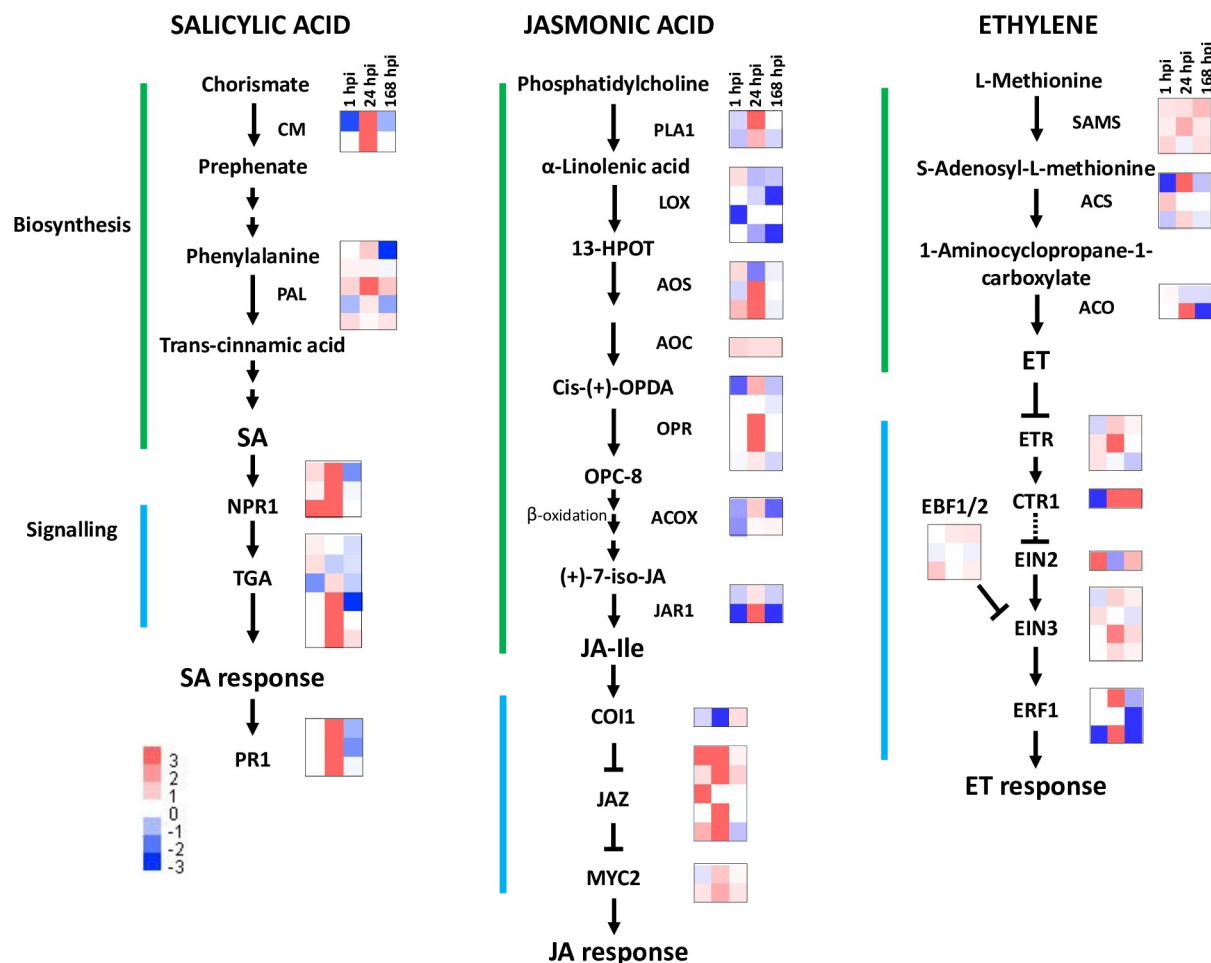 SALICYLIC ACID
Chorismate
1 hpi
24 hpi
168 hpi
CM
Prephenate
Biosynthesis
Phenylalanine
PAL
Trans-cinnamic acid
SA
NPR1
Signalling
TGA
SA response
PR1
3
2
1
0
-1
-2
-3
JASMONIC ACID
Phosphatidylcholine
1 hpi
24 hpi
168 hpi
PLA1
α-Linolenic acid
LOX
13-HPOT
AOS
AOC
Cis-(+)-OPDA
OPR
OPC-8
β-oxidation
ACOX
(+)-7-iso-JA
JAR1
JA-Ile
COI1
JAZ
MYC2
JA response
ETHYLENE
L-Methionine
1 hpi
24 hpi
168 hpi
SAMS
S-Adenosyl-L-methionine
ACS
1-Aminocyclopropane-1-
carboxylate
ACO
ET
ETR
CTR1
EBF1/2
EIN2
EIN3
ERF1
ET response